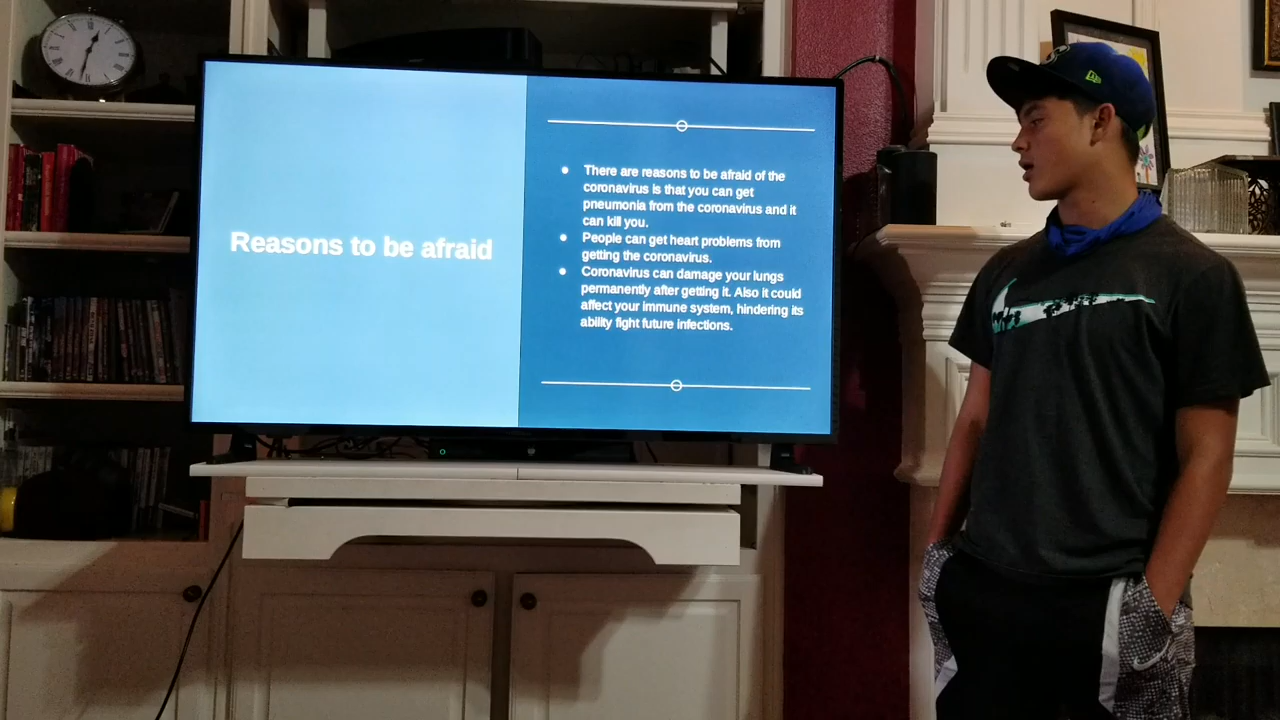 Reasons to be afraid
There are reasons to be afraid of the
coronavirus is that you can get
pneumonia from the coronavirus and it
can kill you.
People can get heart problems from
getting the coronavirus.
Coronavirus can damage your lungs
permanently after getting it. Also it could
affect your immune system, hindering its
ability fight future infections.